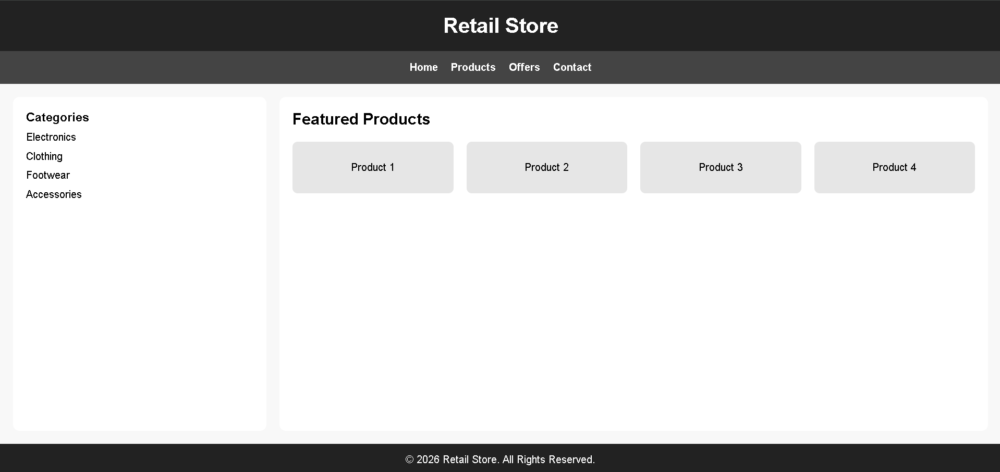 Retail Store
Home Products Offers Contact
Categories
Electronics
Clothing
Footwear
Accessories
Featured Products
Product 1
Product 2
Product 3
Product 4
© 2026 Retail Store. All Rights Reserved.